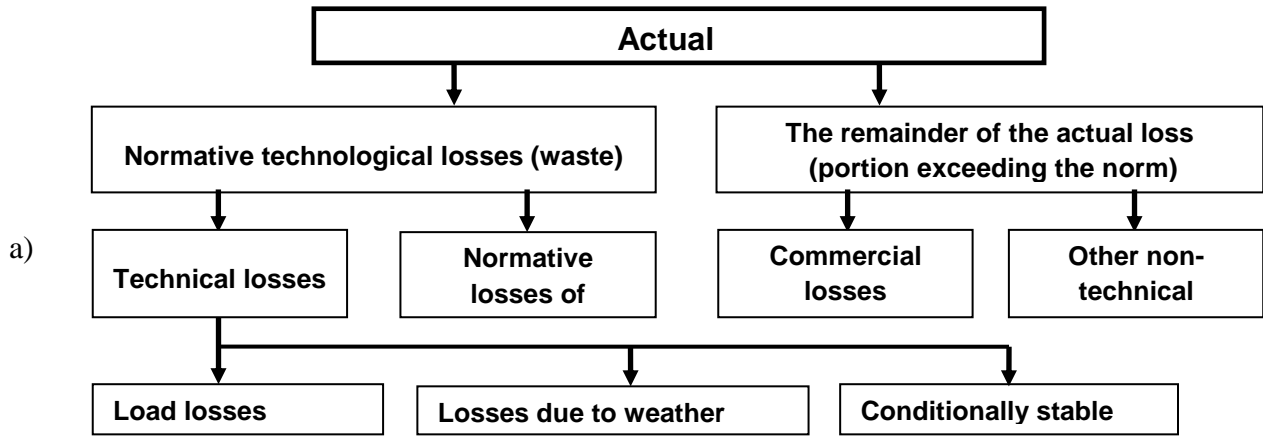 Actual
Normative technological losses (waste)
The remainder of the actual loss
(portion exceeding the norm)
a)
Technical losses
Normative
losses of
Commercial
losses
Other non-
technical
Load losses
Losses due to weather
Conditionally stable